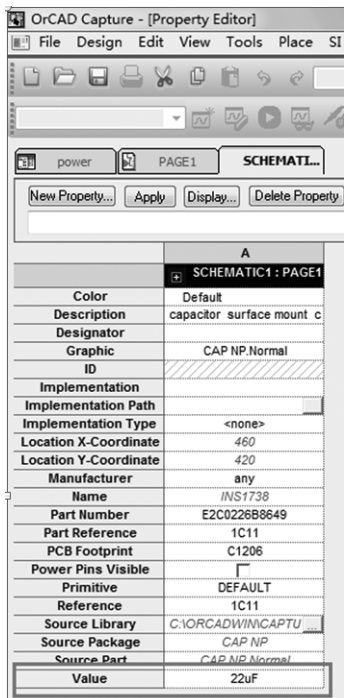 OrCAD Capture - [Property Editor]
File Design Edit View Tools Place SI
power PAGE1 SCHEMATI...
New Property... Apply Display... Delete Property
A
SCHEMATIC1 : PAGE1
Color Default
Description capacitor surface mount c
Designator
Graphic CAP NP.Normal
ID
Implementation
Implementation Path
Implementation Type <none>
Location X-Coordinate 460
Location Y-Coordinate 420
Manufacturer any
Name INS1738
Part Number E2C0226B8649
Part Reference 1C11
PCB Footprint C1206
Power Pins Visible
Primitive DEFAULT
Reference 1C11
Source Library C:\ORCADWIN\CAPTU ...
Source Package CAP NP
Source Part CAP NP.Normal
Value 22uF